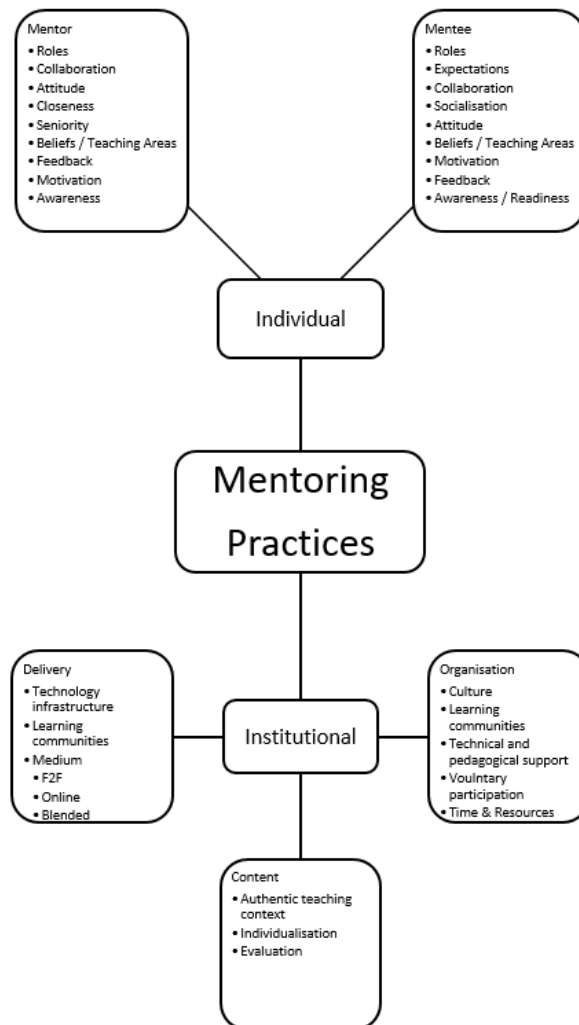 Mentor
• Roles
• Collaboration
• Attitude
• Closeness
• Seniority
• Beliefs / Teaching Areas
• Feedback
• Motivation
• Awareness
Mentee
• Roles
• Expectations
• Collaboration
• Socialisation
• Attitude
• Beliefs / Teaching Areas
• Motivation
• Feedback
• Awareness / Readiness
Individual
Mentoring
Practices
Delivery
• Technology
infrastructure
• Learning
communities
• Medium
• F2F
• Online
• Blended
Institutional
Organisation
• Culture
• Learning
communities
• Technical and
pedagogical support
• Voulntary
participation
• Time & Resources
Content
• Authentic teaching
context
• Individualisation
• Evaluation